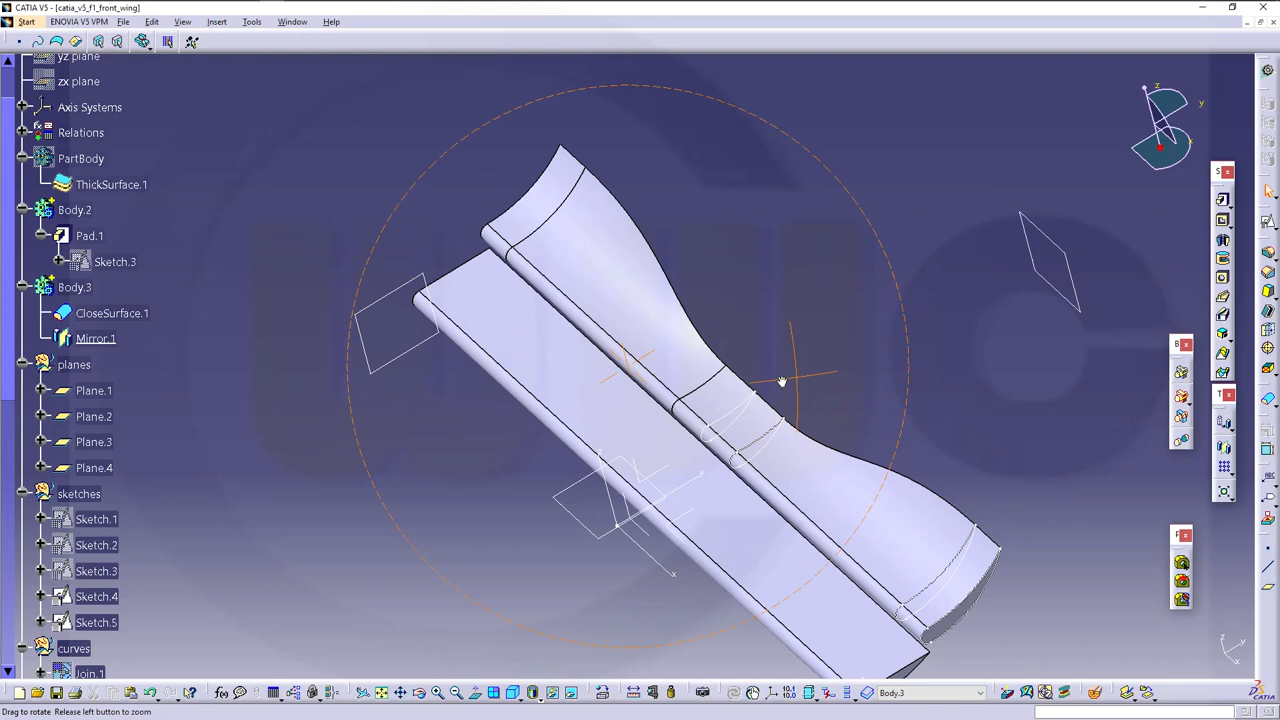 CATIA V5 - [catia_v5_f1_front_wing]
Start ENOVIA V5 VPM File Edit View Insert Tools Window Help
yz plane
zx plane
Axis Systems
Relations
PartBody
ThickSurface.1
Body.2
Pad.1
Sketch.3
Body.3
CloseSurface.1
Mirror.1
planes
Plane.1
Plane.2
Plane.3
Plane.4
sketches
Sketch.1
Sketch.2
Sketch.3
Sketch.4
Sketch.5
curves
Join.1
z
y
x
y
x
S
B
T
F
z
y
x
Body.3
CATIA
Drag to rotate. Release left button to zoom